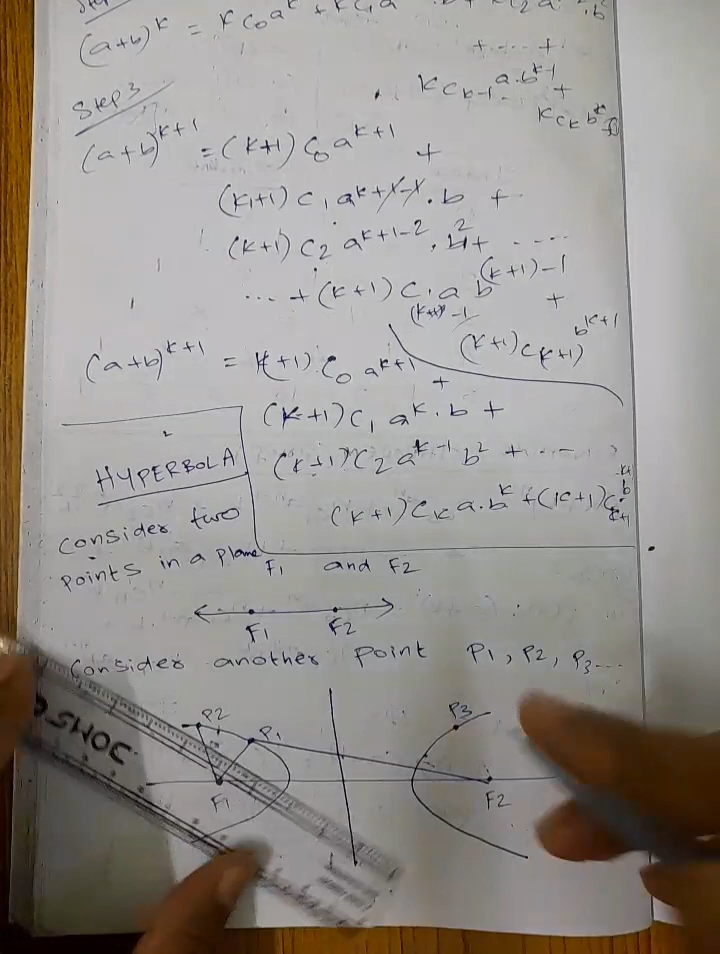 (a+b)^k = kC0 a^k + kC1 a
+ .... +
kCk-1 a.b^k-1 +
kCk b^k
Step 3
(a+b)^k+1 = (k+1) C0 a^k+1 +
(k+1) C1 a^k+1-1 . b +
(k+1) C2 a^k+1-2 . b^2 + ....
... + (k+1) C(k+1)-1 a b^(k+1)-1 +
(k+1) C(k+1) b^k+1
(a+b)^k+1 = (k+1) C0 a^k+1 +
(k+1) C1 a^k . b +
(k+1) C2 a^k-1 b^2 + ....
(k+1) Ck a.b^k + (k+1) Ck+1 b^k+1
HYPERBOLA
Consider two
points in a plane F1 and F2
F1 F2
Consider another point P1, P2, P3...
P2 P1 P3
F1 F2
JOMS